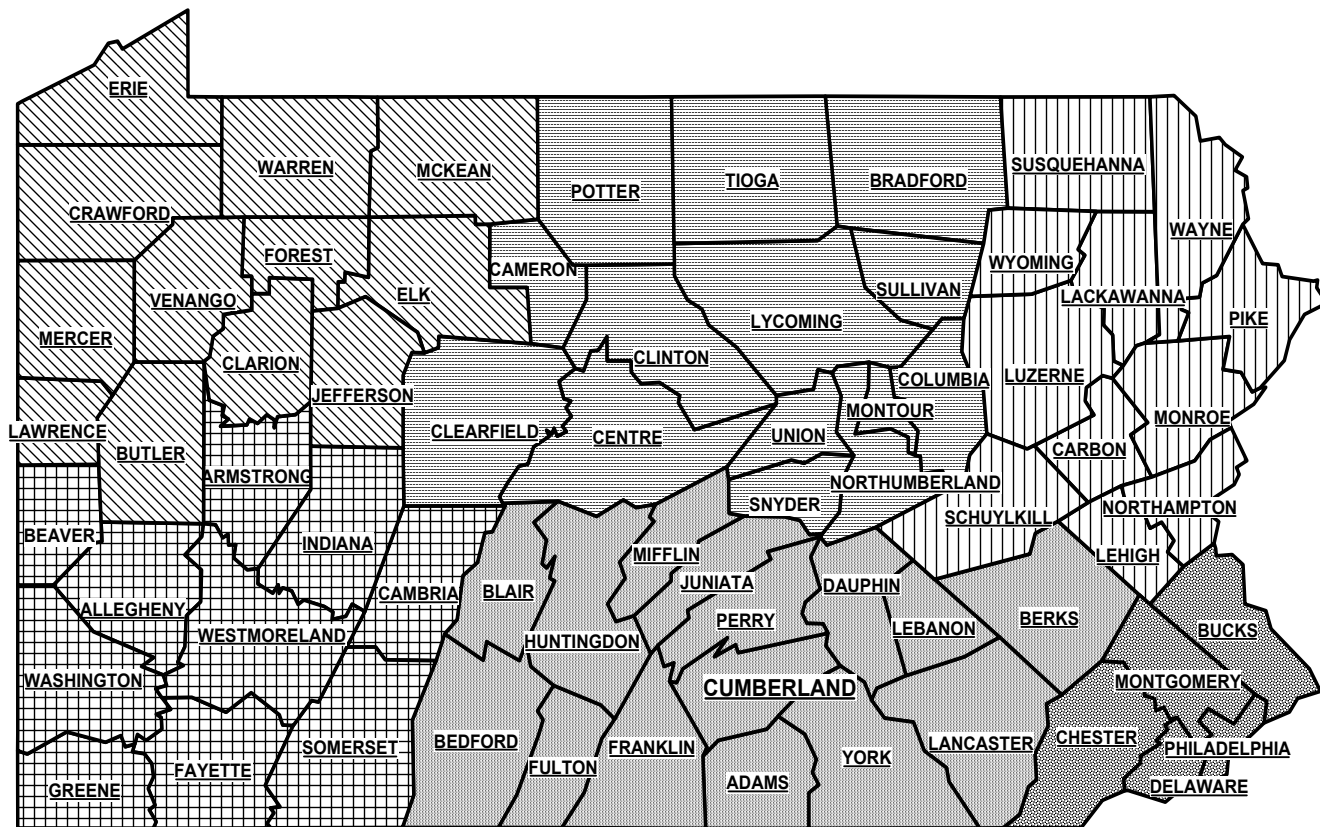 ERIE
WARREN
MCKEAN
SUSQUEHANNA
TIOGA
BRADFORD
POTTER
CRAWFORD
WAYNE
FOREST
WYOMING
CAMERON
SULLIVAN
ELK
LACKAWANNA
VENANGO
PIKE
LYCOMING
MERCER
CLINTON
CLARION
LUZERNE
COLUMBIA
JEFFERSON
MONTOUR
MONROE
LAWRENCE
CLEARFIELD
UNION
CENTRE
CARBON
BUTLER
ARMSTRONG
NORTHUMBERLAND
SNYDER
NORTHAMPTON
SCHUYLKILL
BEAVER
INDIANA
MIFFLIN
LEHIGH
JUNIATA
DAUPHIN
BLAIR
CAMBRIA
ALLEGHENY
BERKS
PERRY
LEBANON
BUCKS
WESTMORELAND
HUNTINGDON
WASHINGTON
MONTGOMERY
CUMBERLAND
CHESTER
BEDFORD
LANCASTER
SOMERSET
FRANKLIN
PHILADELPHIA
YORK
FULTON
FAYETTE
ADAMS
DELAWARE
GREENE